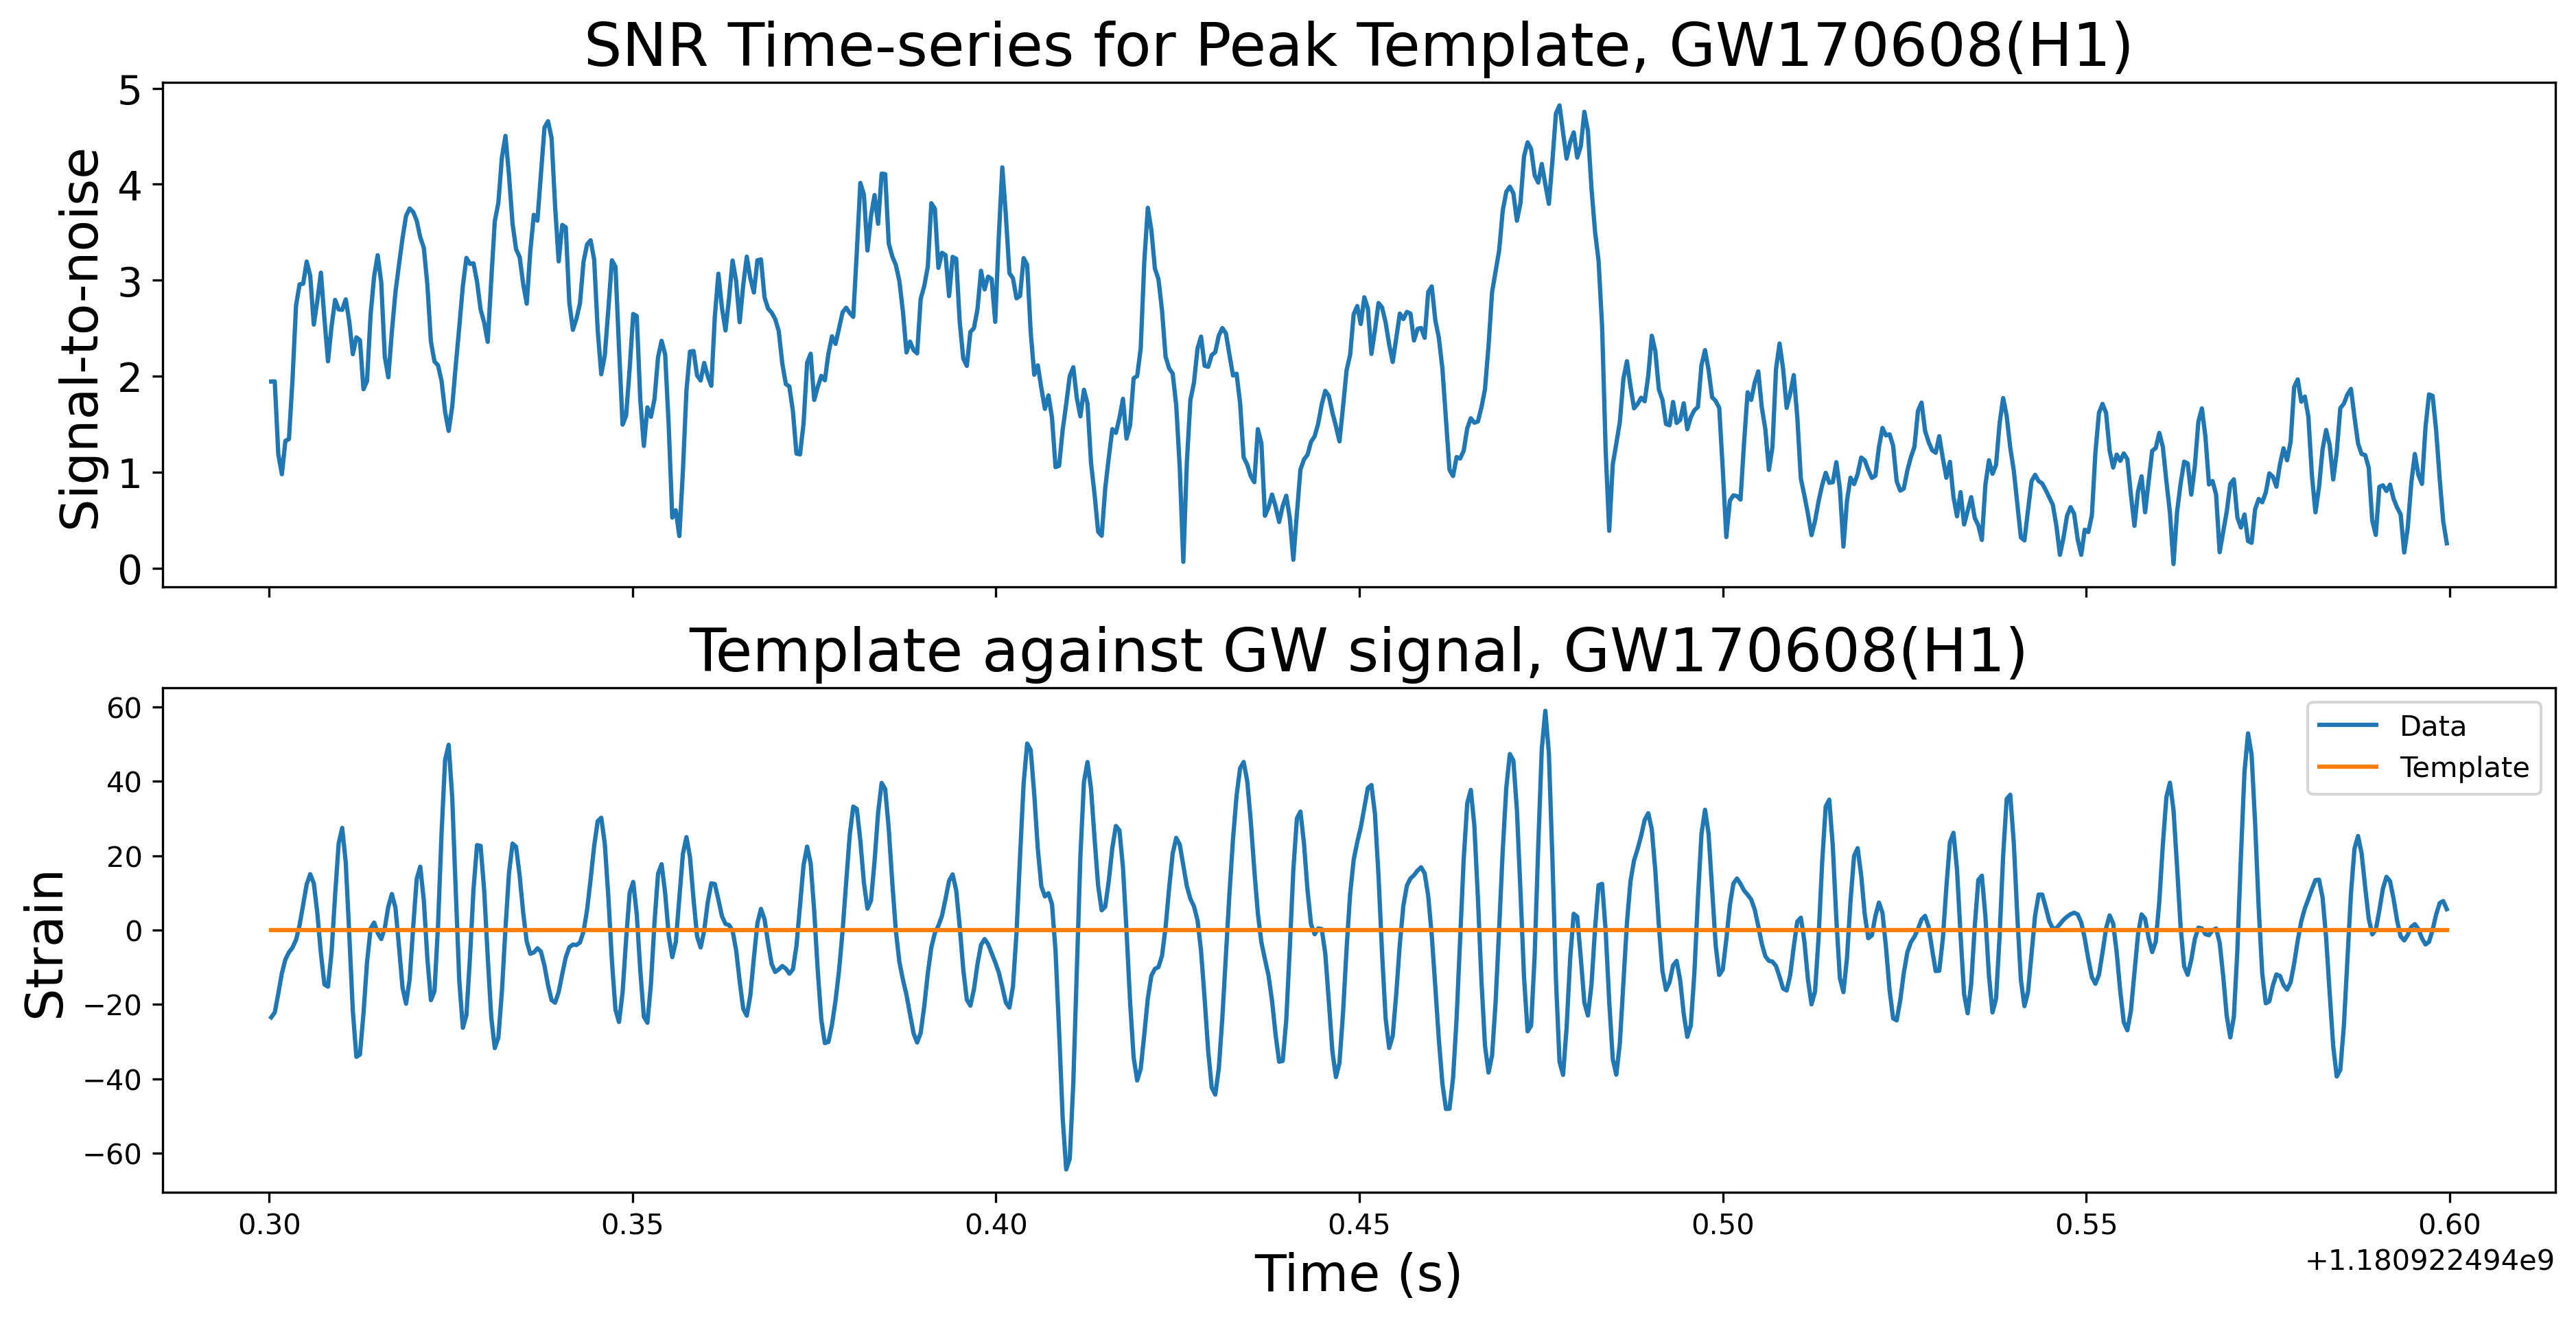 SNR Time-series for Peak Template, GW170608(H1)
5
4
3
2
1
0
Signal-to-noise
Template against GW signal, GW170608(H1)
60
40
20
0
−20
−40
−60
Strain
Data
Template
0.30 0.35 0.40 0.45 0.50 0.55 0.60
+1.180922494e9
Time (s)